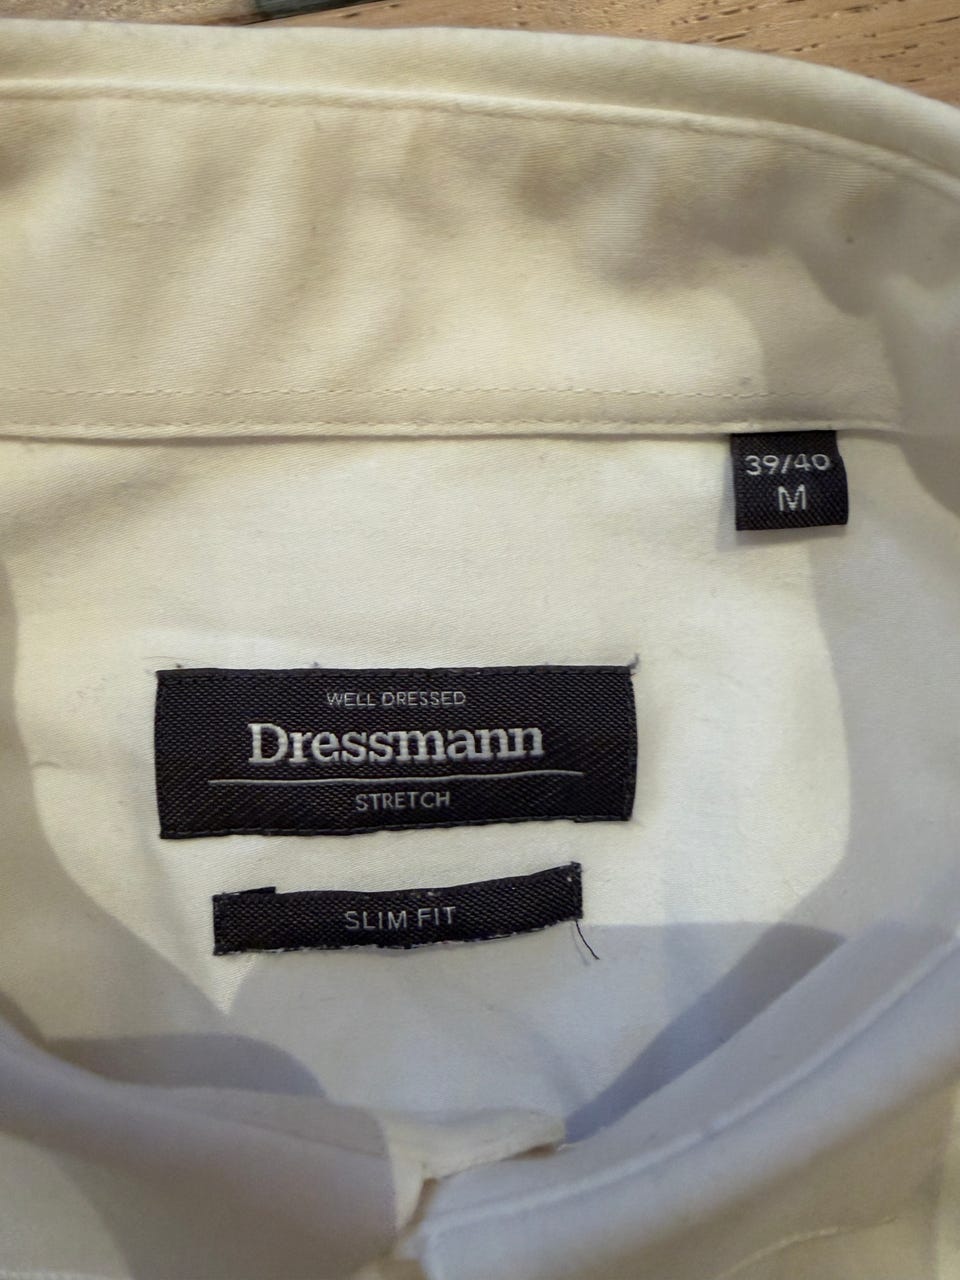 39/40
M
WELL DRESSED
Dressmann
STRETCH
SLIM FIT